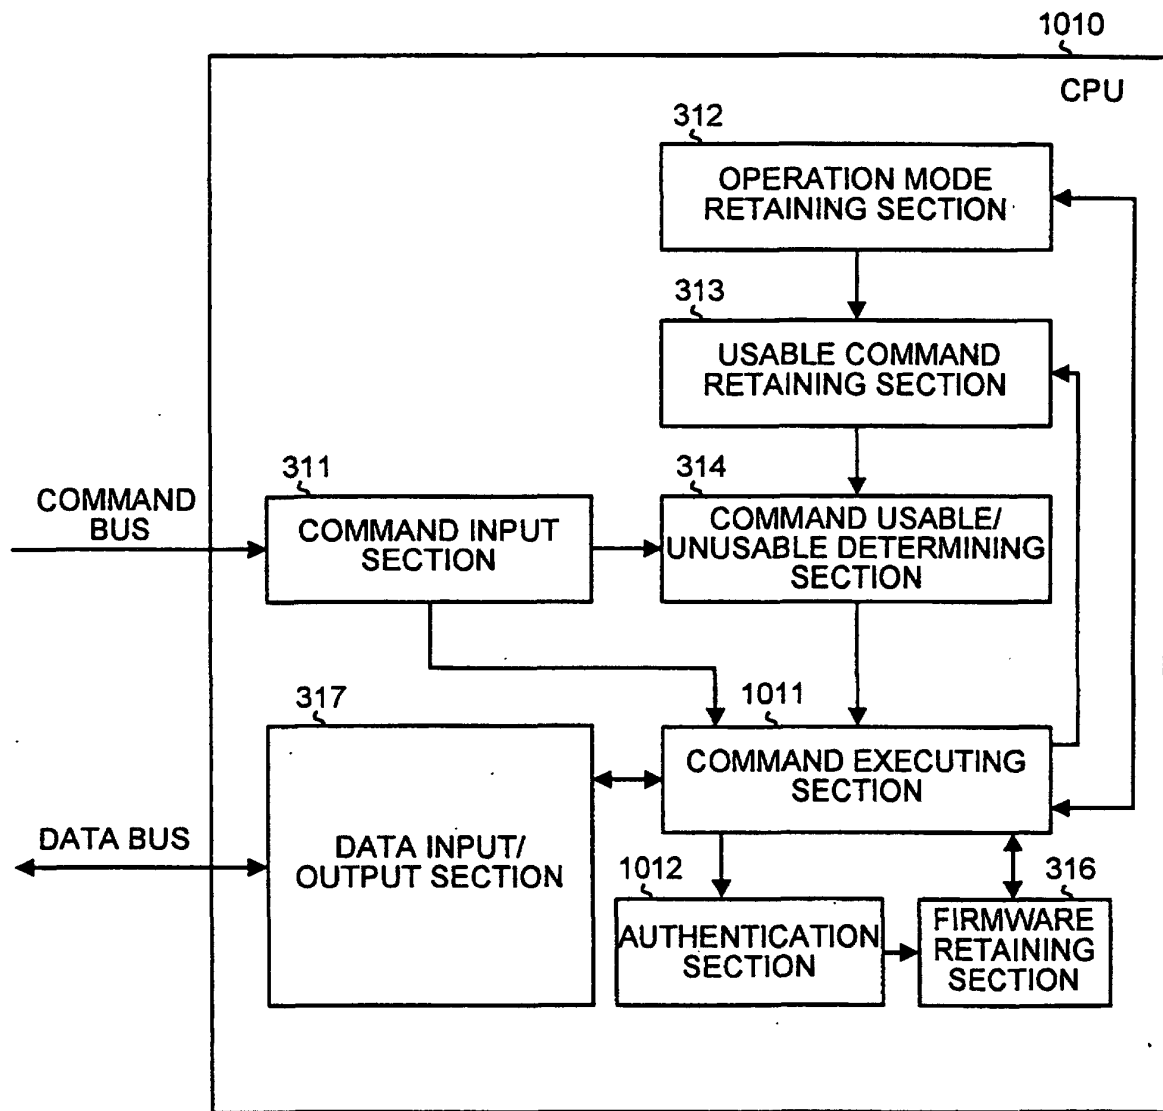 1010
CPU
312
OPERATION MODE
RETAINING SECTION
313
USABLE COMMAND
RETAINING SECTION
311
314
COMMAND
BUS
COMMAND INPUT
SECTION
COMMAND USABLE/
UNUSABLE DETERMINING
SECTION
317
1011
COMMAND EXECUTING
SECTION
DATA BUS
DATA INPUT/
OUTPUT SECTION
1012
316
AUTHENTICATION
SECTION
FIRMWARE
RETAINING
SECTION